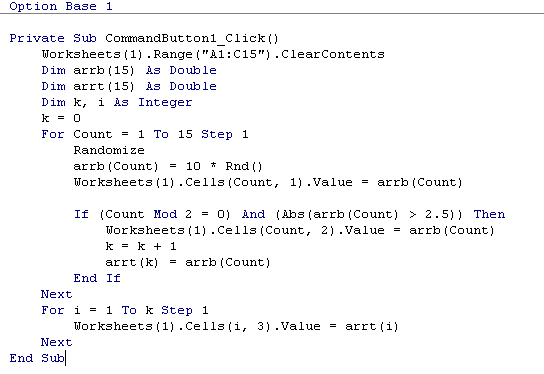 Option Base 1
Private Sub CommandButton1_Click()
    Worksheets(1).Range("A1:C15").ClearContents
    Dim arrb(15) As Double
    Dim arrt(15) As Double
    Dim k, i As Integer
    k = 0
    For Count = 1 To 15 Step 1
        Randomize
        arrb(Count) = 10 * Rnd()
        Worksheets(1).Cells(Count, 1).Value = arrb(Count)
        If (Count Mod 2 = 0) And (Abs(arrb(Count) > 2.5)) Then
            Worksheets(1).Cells(Count, 2).Value = arrb(Count)
            k = k + 1
            arrt(k) = arrb(Count)
        End If
    Next
    For i = 1 To k Step 1
        Worksheets(1).Cells(i, 3).Value = arrt(i)
    Next
End Sub